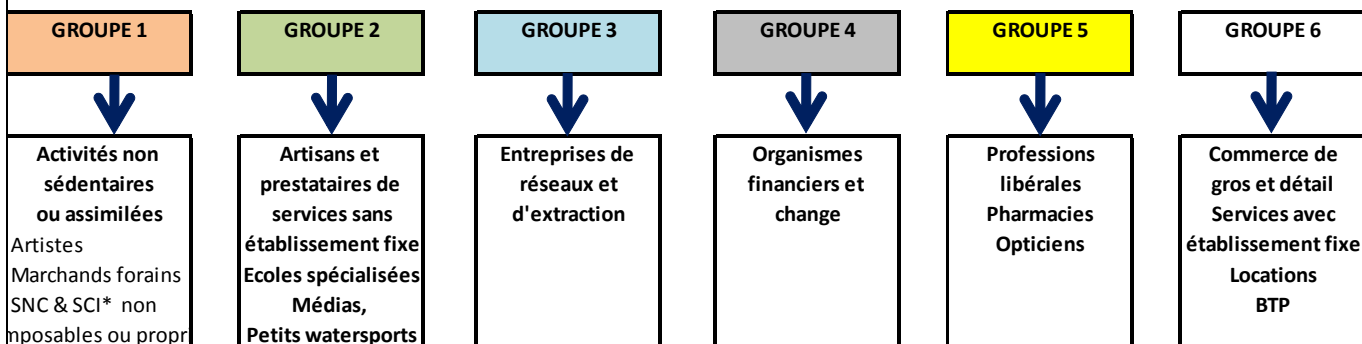 GROUPE 1
GROUPE 2
GROUPE 3
GROUPE 4
GROUPE 5
GROUPE 6
Activités non
sédentaires
ou assimilées
Artistes
Marchands forains
SNC & SCI* non
mposables ou propr
Artisans et
prestataires de
services sans
établissement fixe
Ecoles spécialisées
Médias,
Petits watersports
Entreprises de
réseaux et
d'extraction
Organismes
financiers et
change
Professions
libérales
Pharmacies
Opticiens
Commerce de
gros et détail
Services avec
établissement fixe
Locations
BTP